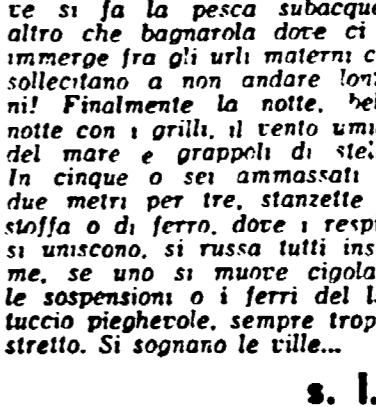 ve si fa la pesca subacque
altro che bagnarola dove ci
immerge fra gli urli materni c
sollecitano a non andare lon
ni! Finalmente la notte, bel
notte con i grilli, il vento umi
del mare e grappoli di stel
In cinque o sei ammassati
due metri per tre, stanzette
stoffa o di ferro, dove i respi
si uniscono, si russa tutti ins
me, se uno si muove cigola
le sospensioni o i ferri del l
tuccio pieghevole, sempre trop
stretto. Si sognano le ville...
s. l.